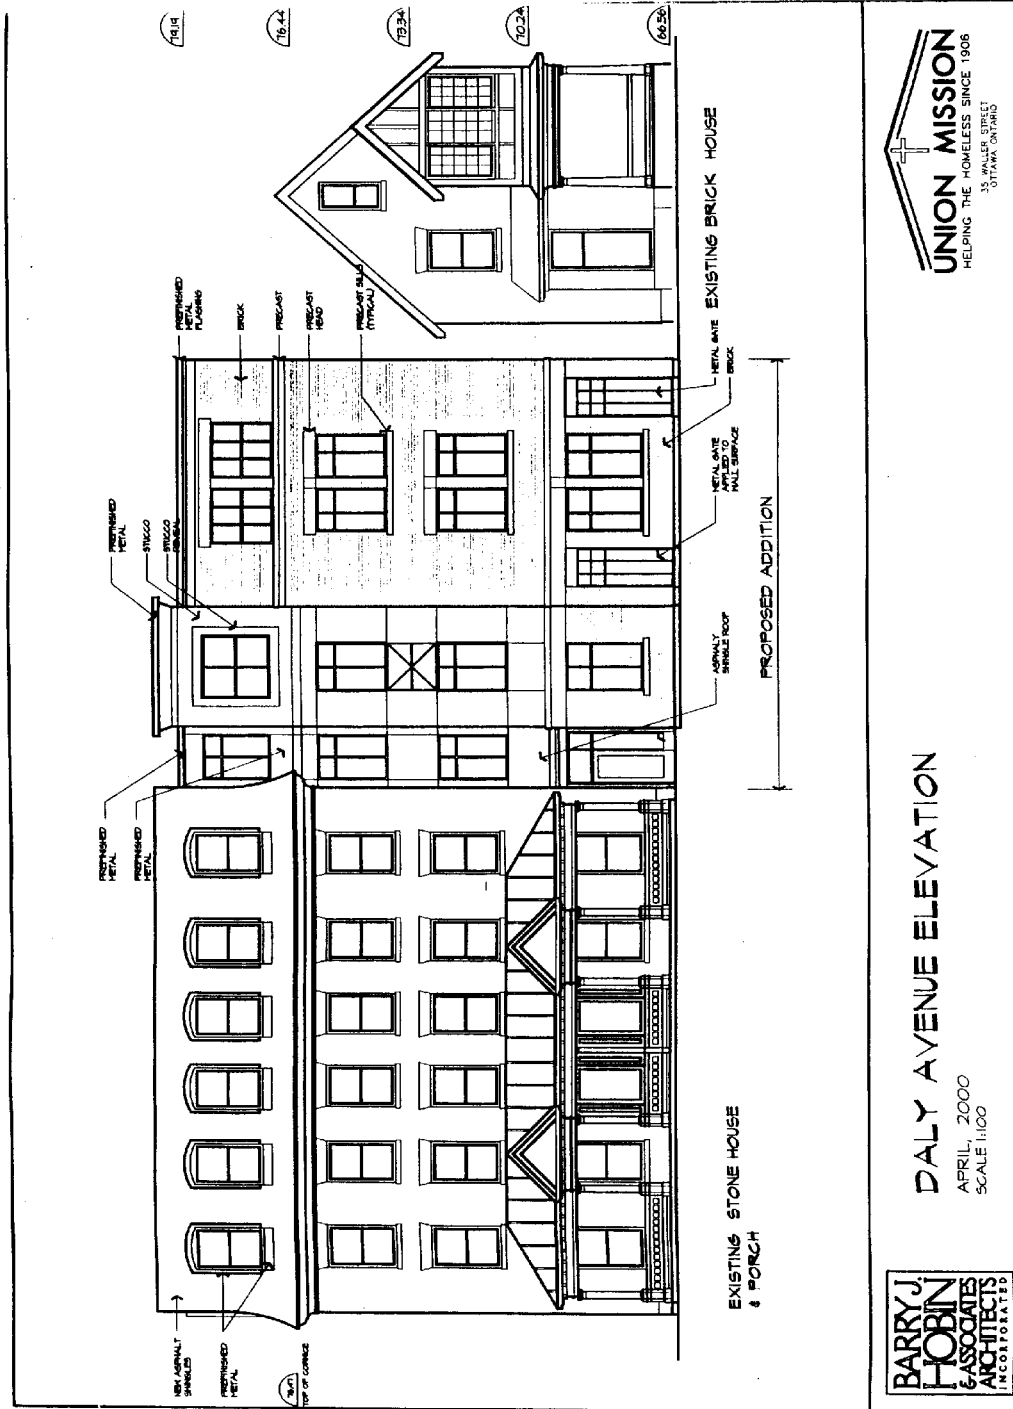 79.19
76.44
73.34
70.24
66.56
PREFINISHED
METAL
FLASHING
BRICK
PRECAST
PRECAST
HEAD
PRECAST SILLS
(TYPICAL)
PREFINISHED
METAL
STUCCO
STUCCO
REVEAL
PREFINISHED
METAL
PREFINISHED
METAL
NEW ASPHALT
SHINGLES
PREFINISHED
METAL
TOP OF CORNICE
EXISTING STONE HOUSE
& PORCH
ASPHALT
SHINGLE ROOF
METAL GATE
APPLIED TO
WALL SURFACE
METAL GATE
BRICK
PROPOSED ADDITION
EXISTING BRICK HOUSE
BARRY J.
HOBIN
& ASSOCIATES
ARCHITECTS
INCORPORATED
DALY AVENUE ELEVATION
APRIL, 2000
SCALE 1:100
UNION MISSION
HELPING THE HOMELESS SINCE 1906
35 WALLER STREET
OTTAWA ONTARIO